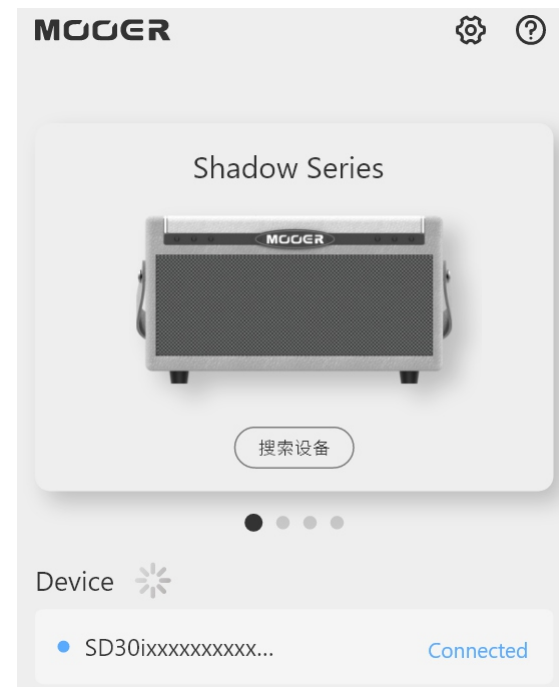 MOOER
Shadow Series
MOOER
搜索设备
Device
SD30ixxxxxxxxxx...
Connected